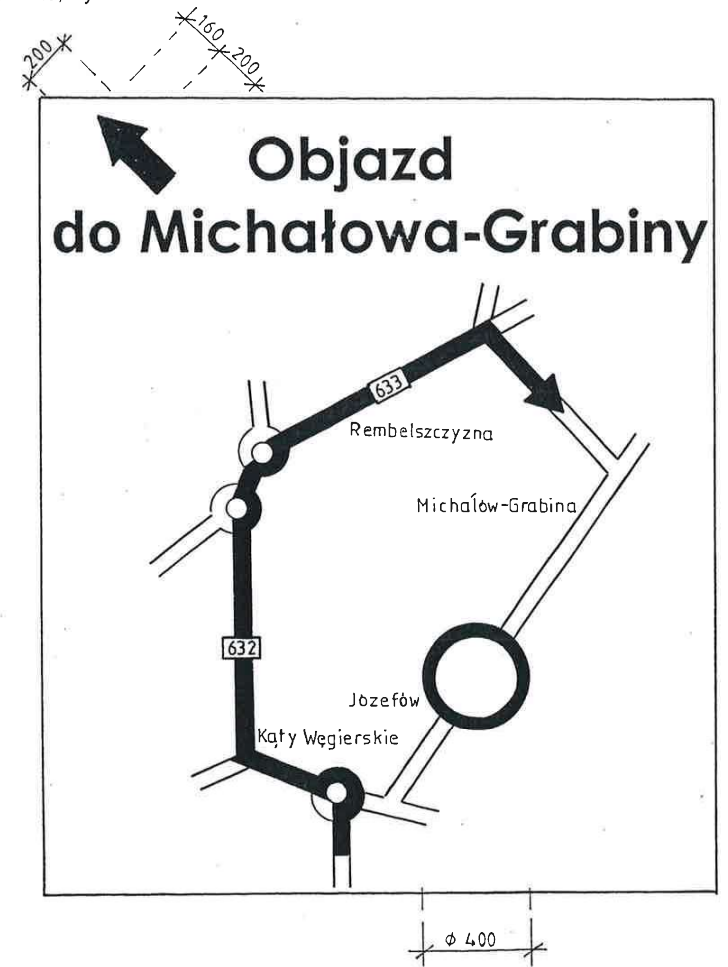 200
160
200
Objazd
do Michałowa-Grabiny
633
Rembelszczyzna
Michałów-Grabina
632
Józefów
Kąty Węgierskie
ø 400